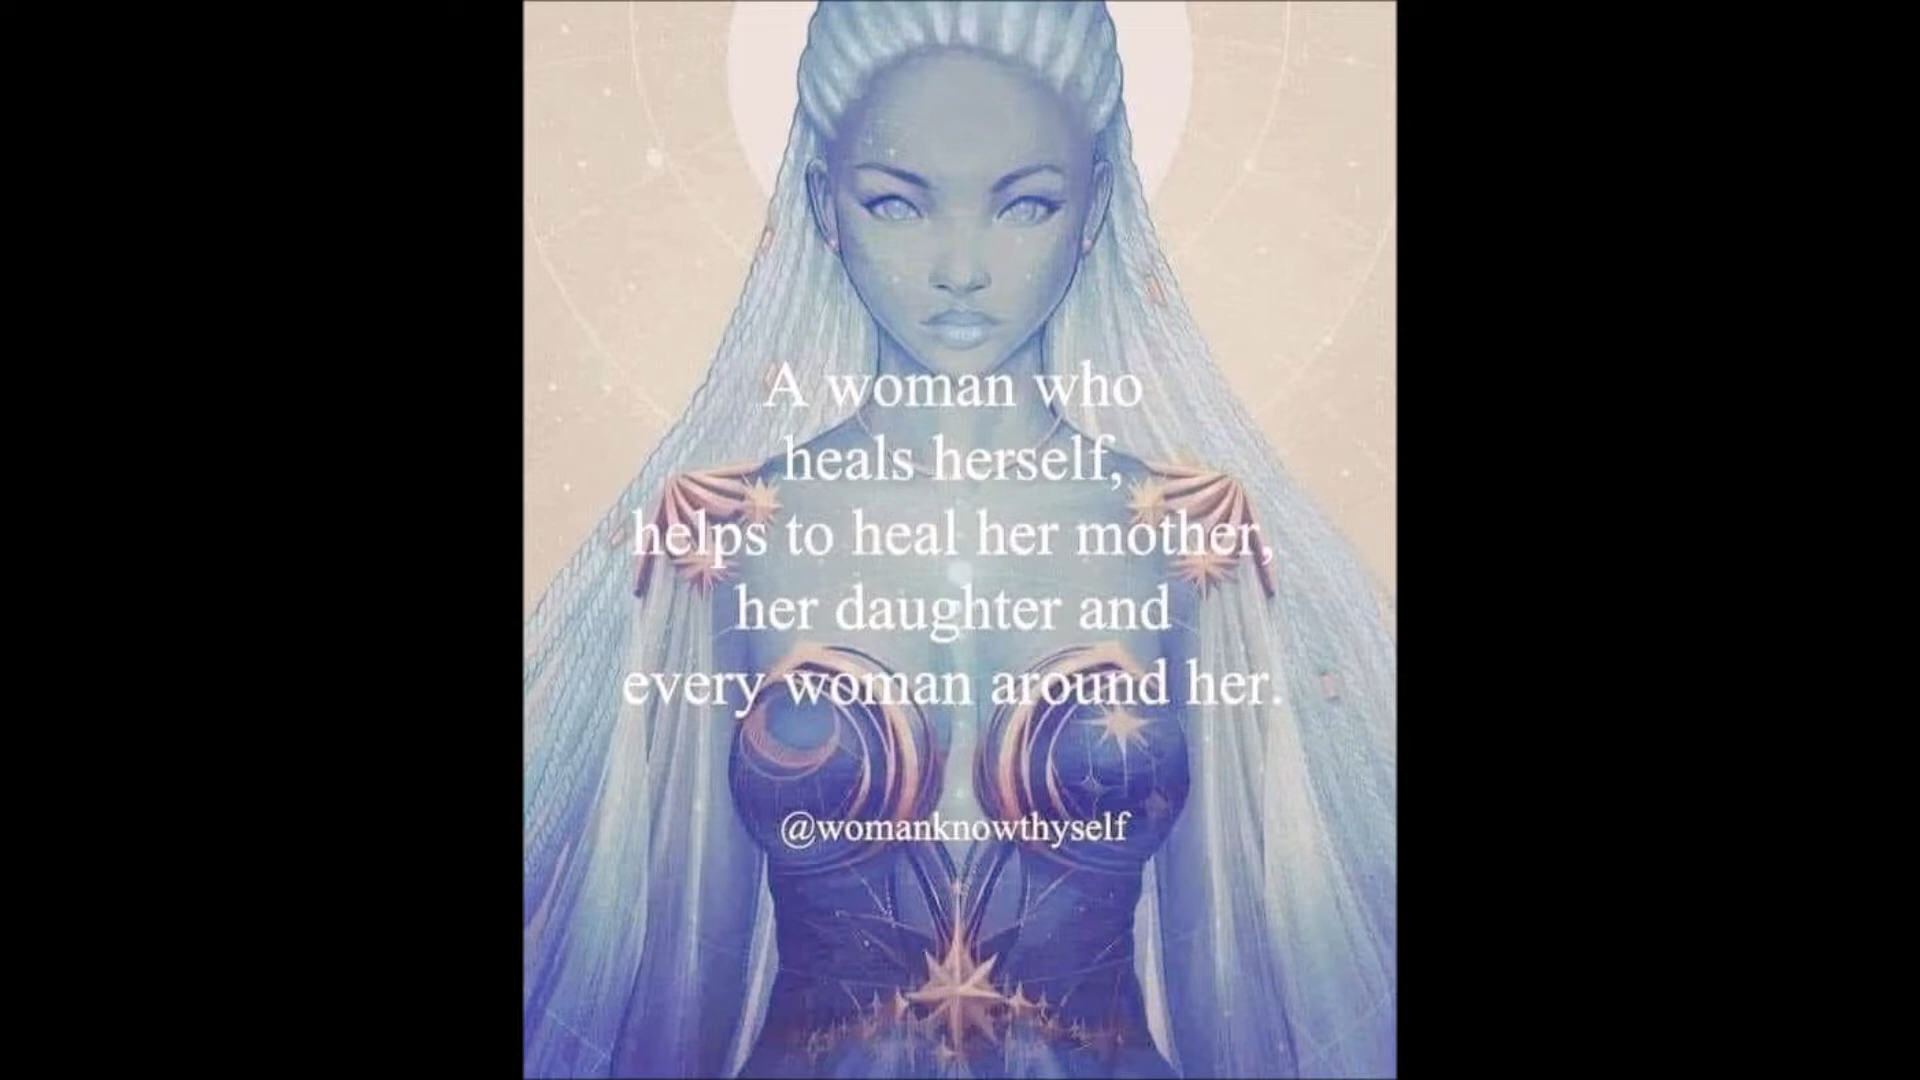 A woman who
heals herself,
helps to heal her mother,
her daughter and
every woman around her.
@womanknowthyself